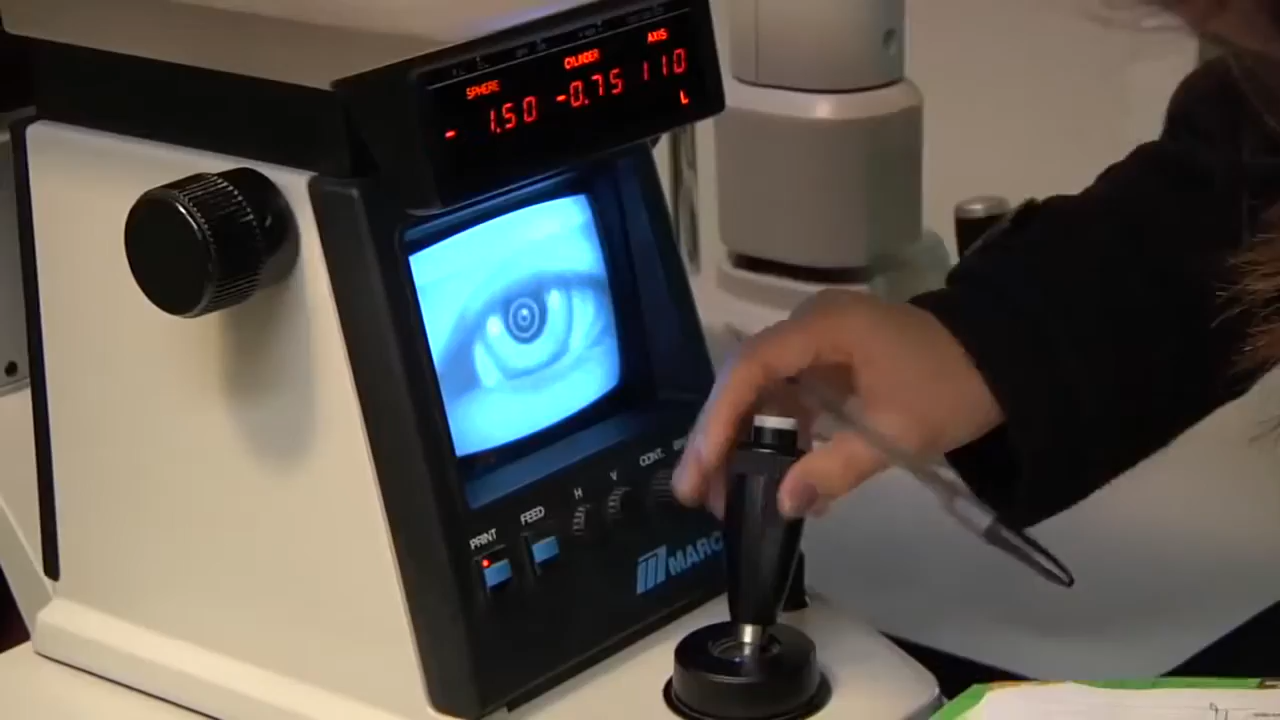 SPHERE CYLINDER AXIS
- 1.50 -0.75 110
L
PRINT FEED H V CONT.
MARC